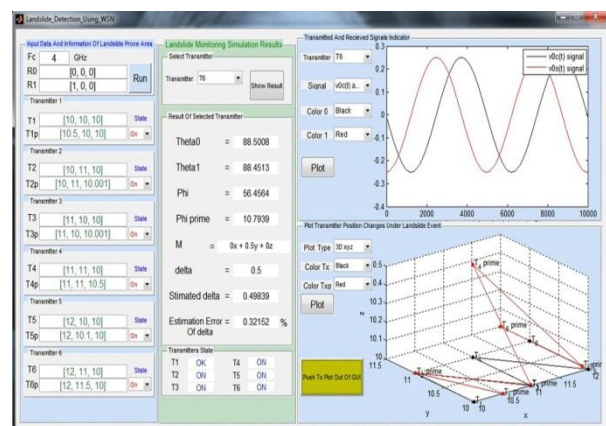 Landslide_Detection_Using_WSN
Input Data And Information Of Landslide Prone Area
Fc 4 GHz
R0 [0, 0, 0]
R1 [1, 0, 0]
Run
Transmitter 1
T1 [10, 10, 10] State
T1p [10.5, 10, 10] On
Transmitter 2
T2 [10, 11, 10] State
T2p [10, 11, 10.001] On
Transmitter 3
T3 [11, 10, 10] State
T3p [11, 10, 10.001] On
Transmitter 4
T4 [11, 11, 10] State
T4p [11, 11, 10.5] On
Transmitter 5
T5 [12, 10, 10] State
T5p [12, 10.1, 10] On
Transmitter 6
T6 [12, 11, 10] State
T6p [12, 11.5, 10] On
Landslide Monitoring Simulation Results
Select Transmitter
Transmitter T6 Show Result
Result Of Selected Transmitter
Theta0 = 88.5008
Theta1 = 88.4513
Phi = 56.4564
Phi prime = 10.7939
M = 0x + 0.5y + 0z
delta = 0.5
Stimated delta = 0.49839
Estimation Error Of delta = 0.32152 %
Transmitters State
T1 OK T4 ON
T2 ON T5 ON
T3 ON T6 ON
Transmitted And Recieved Signals Indicator
Transmitter T6
Signal v0c(t) a...
Color 0 Black
Color 1 Red
Plot
v0c(t) signal
v0s(t) signal
0.3
0.2
0.1
0
-0.1
-0.2
-0.3
-0.4
0 2000 4000 6000 8000 10000
Plot Transmitter Position Changes Under Landslide Event
Plot Type 3D xyz
Color Tx Black
Color Txp Red
Plot
Push To Plot Out Of GUI
10.5
10.4
10.3
10.2
10.1
10
z
11.5
11
10.5
10
y
10
10.5
11
11.5
12
x
prime
prime
prime